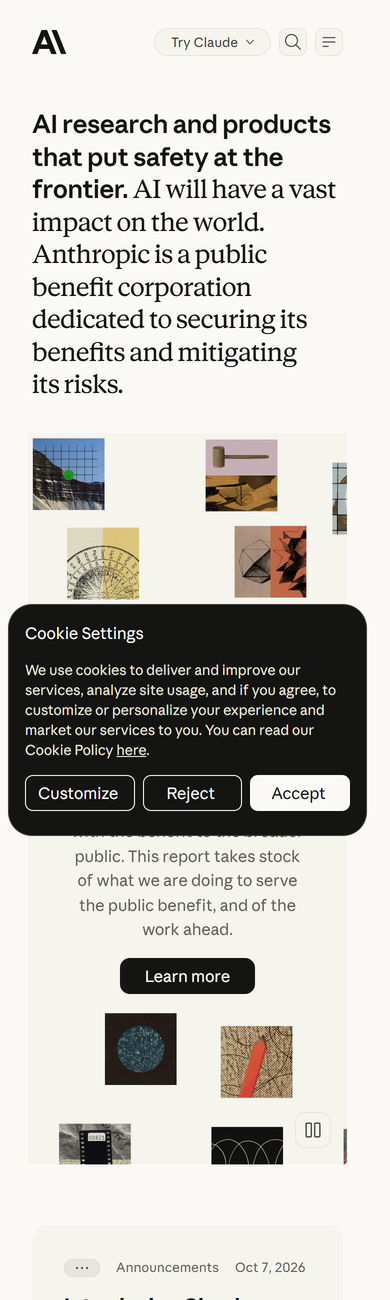 Try Claude
AI research and products
that put safety at the
frontier. AI will have a vast
impact on the world.
Anthropic is a public
benefit corporation
dedicated to securing its
benefits and mitigating
its risks.
Cookie Settings
We use cookies to deliver and improve our
services, analyze site usage, and if you agree, to
customize or personalize your experience and
market our services to you. You can read our
Cookie Policy here.
Customize
Reject
Accept
public. This report takes stock
of what we are doing to serve
the public benefit, and of the
work ahead.
Learn more
Announcements Oct 7, 2026